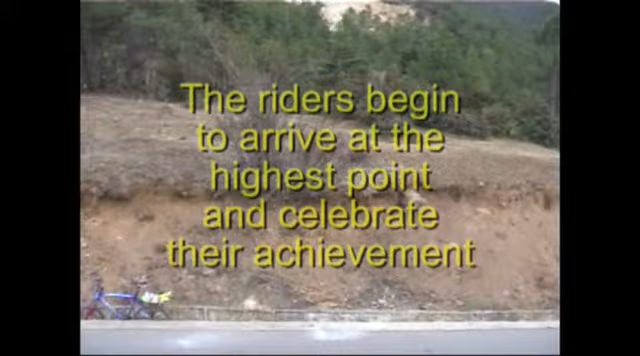 The riders begin
to arrive at the
highest point
and celebrate
their achievement